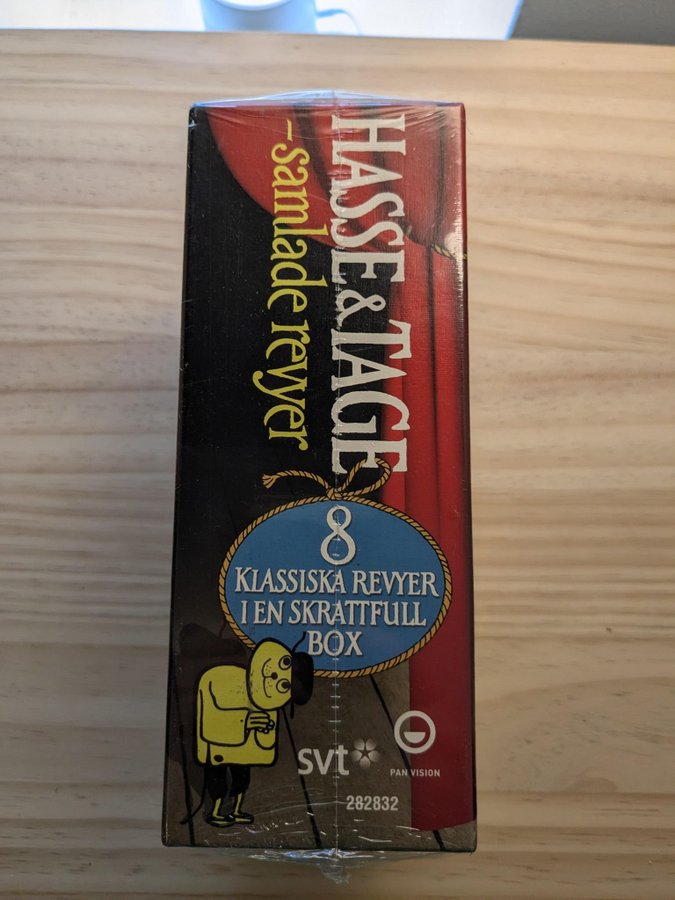 HASSE & TAGE
-samlade revyer
8
KLASSISKA REVYER
I EN SKRATTFULL
BOX
svt
PAN VISION
282832